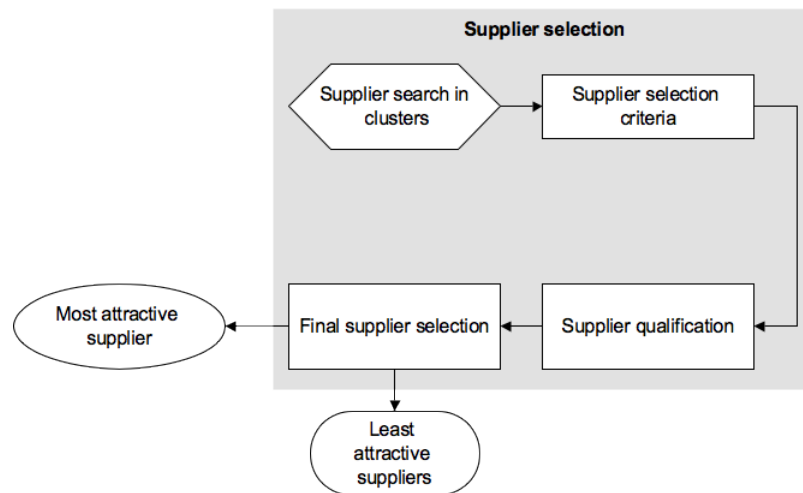 Supplier selection
Supplier search in
clusters
Supplier selection
criteria
Most attractive
supplier
Final supplier selection
Supplier qualification
Least
attractive
suppliers